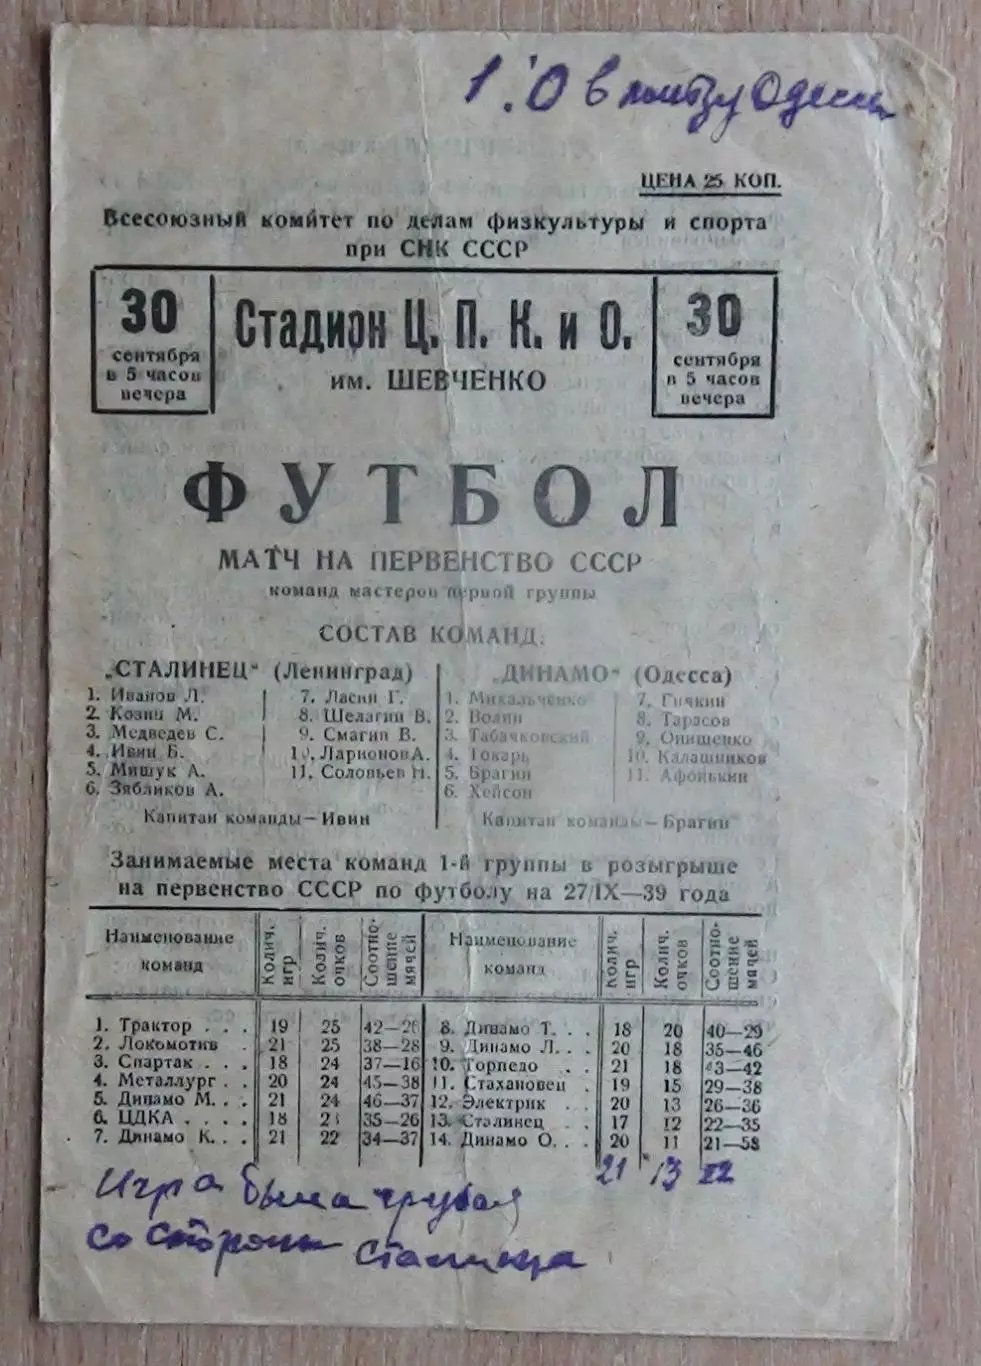 1:0 в пользу Одессы
ЦЕНА 25 КОП.
Всесоюзный комитет по делам физкультуры и спорта
при СНК СССР
30
сентября
в 5 часов
вечера
Стадион Ц. П. К. и О.
им. ШЕВЧЕНКО
30
сентября
в 5 часов
вечера
ФУТБОЛ
МАТЧ НА ПЕРВЕНСТВО СССР
команд мастеров первой группы
СОСТАВ КОМАНД:
„СТАЛИНЕЦ" (Ленинград)
1. Иванов Л.
2. Козин М.
3. Медведев С.
4. Ивин Б.
5. Мишук А.
6. Зябликов А.
7. Ласин Г.
8. Шелагин В.
9. Смагин В.
10. Ларионов А.
11. Соловьев Н.
Капитан команды—Ивин
„ДИНАМО" (Одесса)
1. Микальченко
2. Волин
3. Табачковский
4. Токарь
5. Брагин
6. Хейсон
7. Гичкин
8. Тарасов
9. Онищенко
10. Калашников
11. Афонькин
Капитан команды—Брагин
Занимаемые места команд 1-й группы в розыгрыше
на первенство СССР по футболу на 27/IX—39 года
Наименование команд Колич. игр Колич. очков Соотношение мячей Наименование команд Колич. игр Колич. очков Соотношение мячей
1. Трактор . . . 19 25 42—26 8. Динамо Т. . . 18 20 40—29
2. Локомотив . 21 25 38—28 9. Динамо Л. . . 20 18 35—46
3. Спартак . . . 18 24 37—16 10. Торпедо . . 21 18 43—42
4. Металлург . . 20 24 45—38 11. Стахановец . 19 15 29—38
5. Динамо М. . . 21 24 46—37 12. Электрик . . 20 13 26—36
6. ЦДКА . . . . 18 23 35—26 13. Сталинец . 17 12 22—35
7. Динамо К. . . 21 22 34—37 14. Динамо О. . . 20 11 21—58
21 13 22
Игра была грубая
со стороны Сталинца